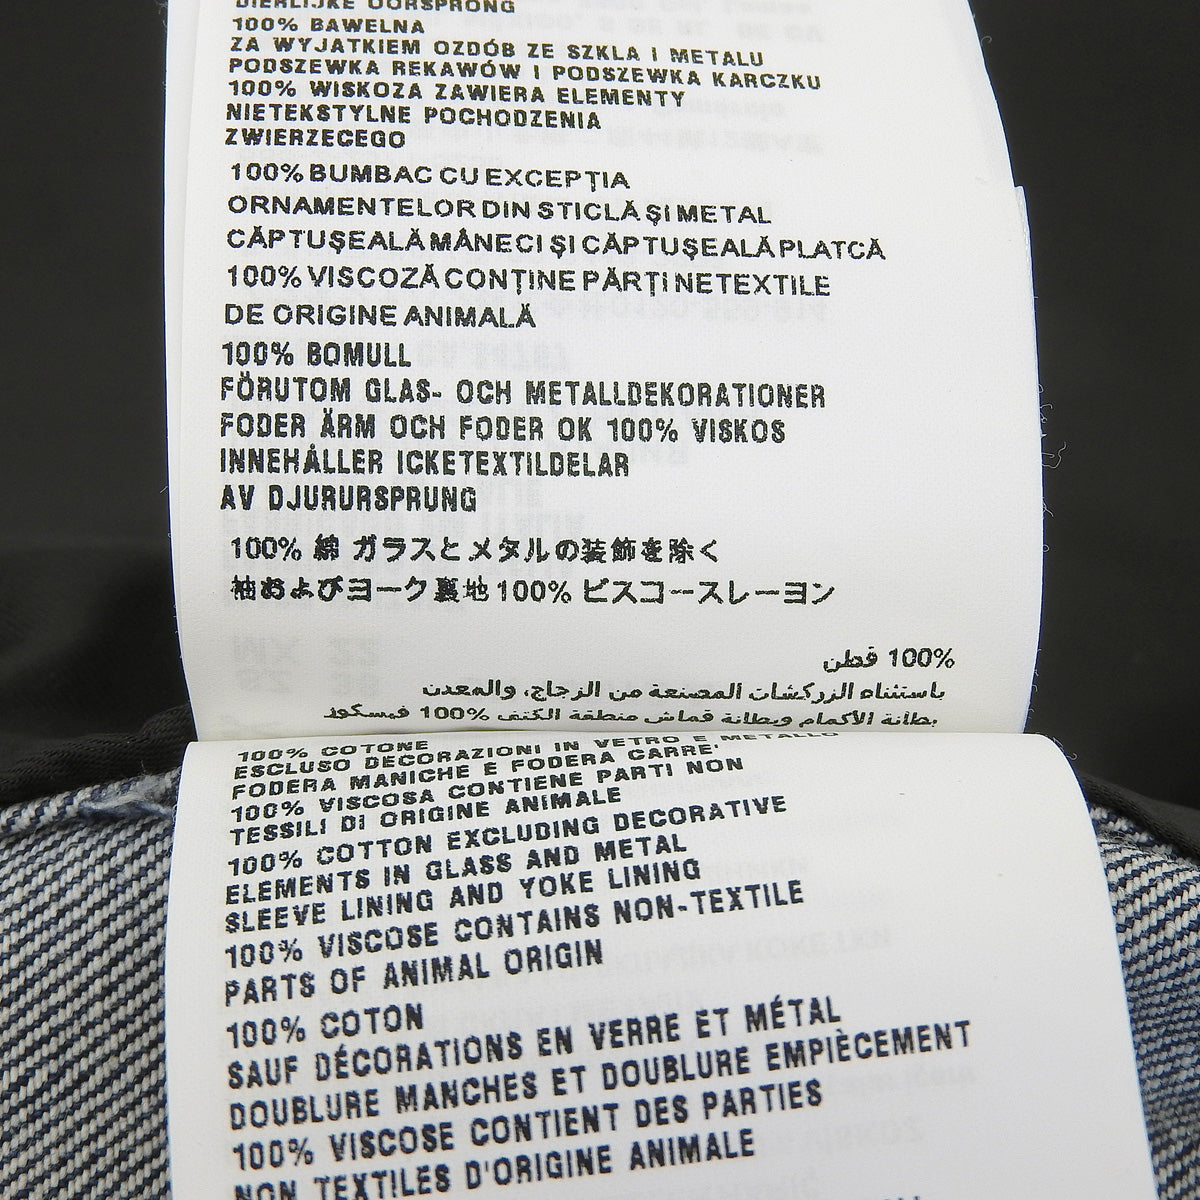 DIERLIJKE OORSPRONG
100% BAWELNA
ZA WYJATKIEM OZDÓB ZE SZKLA I METALU
PODSZEWKA REKAWÓW I PODSZEWKA KARCZKU
100% WISKOZA ZAWIERA ELEMENTY
NIETEKSTYLNE POCHODZENIA
ZWIERZECEGO
100% BUMBAC CU EXCEPȚIA
ORNAMENTELOR DIN STICLĂ ȘI METAL
CĂPTUȘEALĂ MÂNECI ȘI CĂPTUȘEALĂ PLATCĂ
100% VISCOZĂ CONȚINE PĂRȚI NETEXTILE
DE ORIGINE ANIMALĂ
100% BOMULL
FÖRUTOM GLAS- OCH METALLDEKORATIONER
FODER ÄRM OCH FODER OK 100% VISKOS
INNEHÅLLER ICKETEXTILDELAR
AV DJURURSPRUNG
100% 綿 ガラスとメタルの装飾を除く
袖およびヨーク裏地100% ビスコースレーヨン
100% قطن
باستثناء الزركشات المصنعة من الزجاج، والمعدن
بطانة الأكمام وبطانة قماش منطقة الكتف 100% فيسكوز
100% COTONE
ESCLUSO DECORAZIONI IN VETRO E METALLO
FODERA MANICHE E FODERA CARRE'
100% VISCOSA CONTIENE PARTI NON
TESSILI DI ORIGINE ANIMALE
100% COTTON EXCLUDING DECORATIVE
ELEMENTS IN GLASS AND METAL
SLEEVE LINING AND YOKE LINING
100% VISCOSE CONTAINS NON-TEXTILE
PARTS OF ANIMAL ORIGIN
100% COTON
SAUF DÉCORATIONS EN VERRE ET MÉTAL
DOUBLURE MANCHES ET DOUBLURE EMPIÈCEMENT
100% VISCOSE CONTIENT DES PARTIES
NON TEXTILES D'ORIGINE ANIMALE